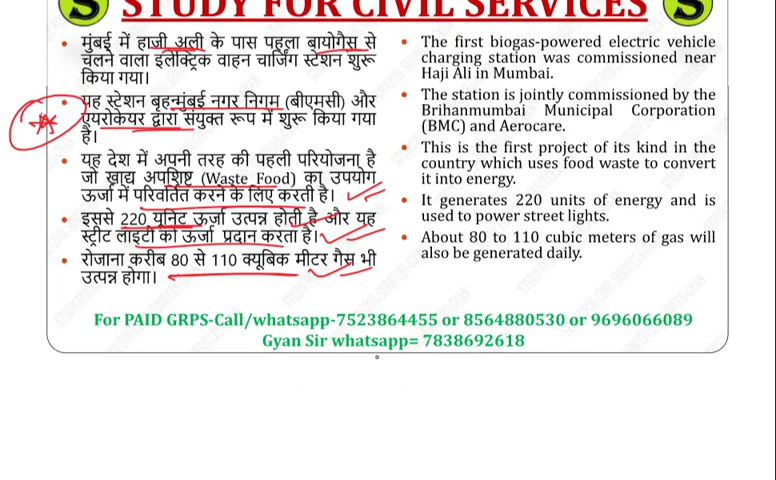 S STUDY FOR CIVIL SERVICES S
• मुंबई में हाजी अली के पास पहला बायोगैस से
चलने वाला इलेक्ट्रिक वाहन चार्जिंग स्टेशन शुरू
किया गया।
• यह स्टेशन बृहन्मुंबई नगर निगम (बीएमसी) और
एयरोकेयर द्वारा संयुक्त रूप में शुरू किया गया
है।
• यह देश में अपनी तरह की पहली परियोजना है
जो खाद्य अपशिष्ट (Waste Food) का उपयोग
ऊर्जा में परिवर्तित करने के लिए करती है।
• इससे 220 यूनिट ऊर्जा उत्पन्न होती है और यह
स्ट्रीट लाइटों को ऊर्जा प्रदान करता है।
• रोजाना करीब 80 से 110 क्यूबिक मीटर गैस भी
उत्पन्न होगा।
• The first biogas-powered electric vehicle
charging station was commissioned near
Haji Ali in Mumbai.
• The station is jointly commissioned by the
Brihanmumbai Municipal Corporation
(BMC) and Aerocare.
• This is the first project of its kind in the
country which uses food waste to convert
it into energy.
• It generates 220 units of energy and is
used to power street lights.
• About 80 to 110 cubic meters of gas will
also be generated daily.
For PAID GRPS-Call/whatsapp-7523864455 or 8564880530 or 9696066089
Gyan Sir whatsapp= 7838692618